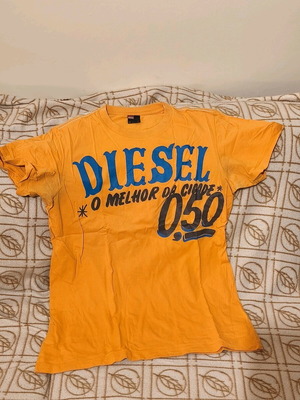 DIESEL
* O MELHOR DA CIDADE *
0,50